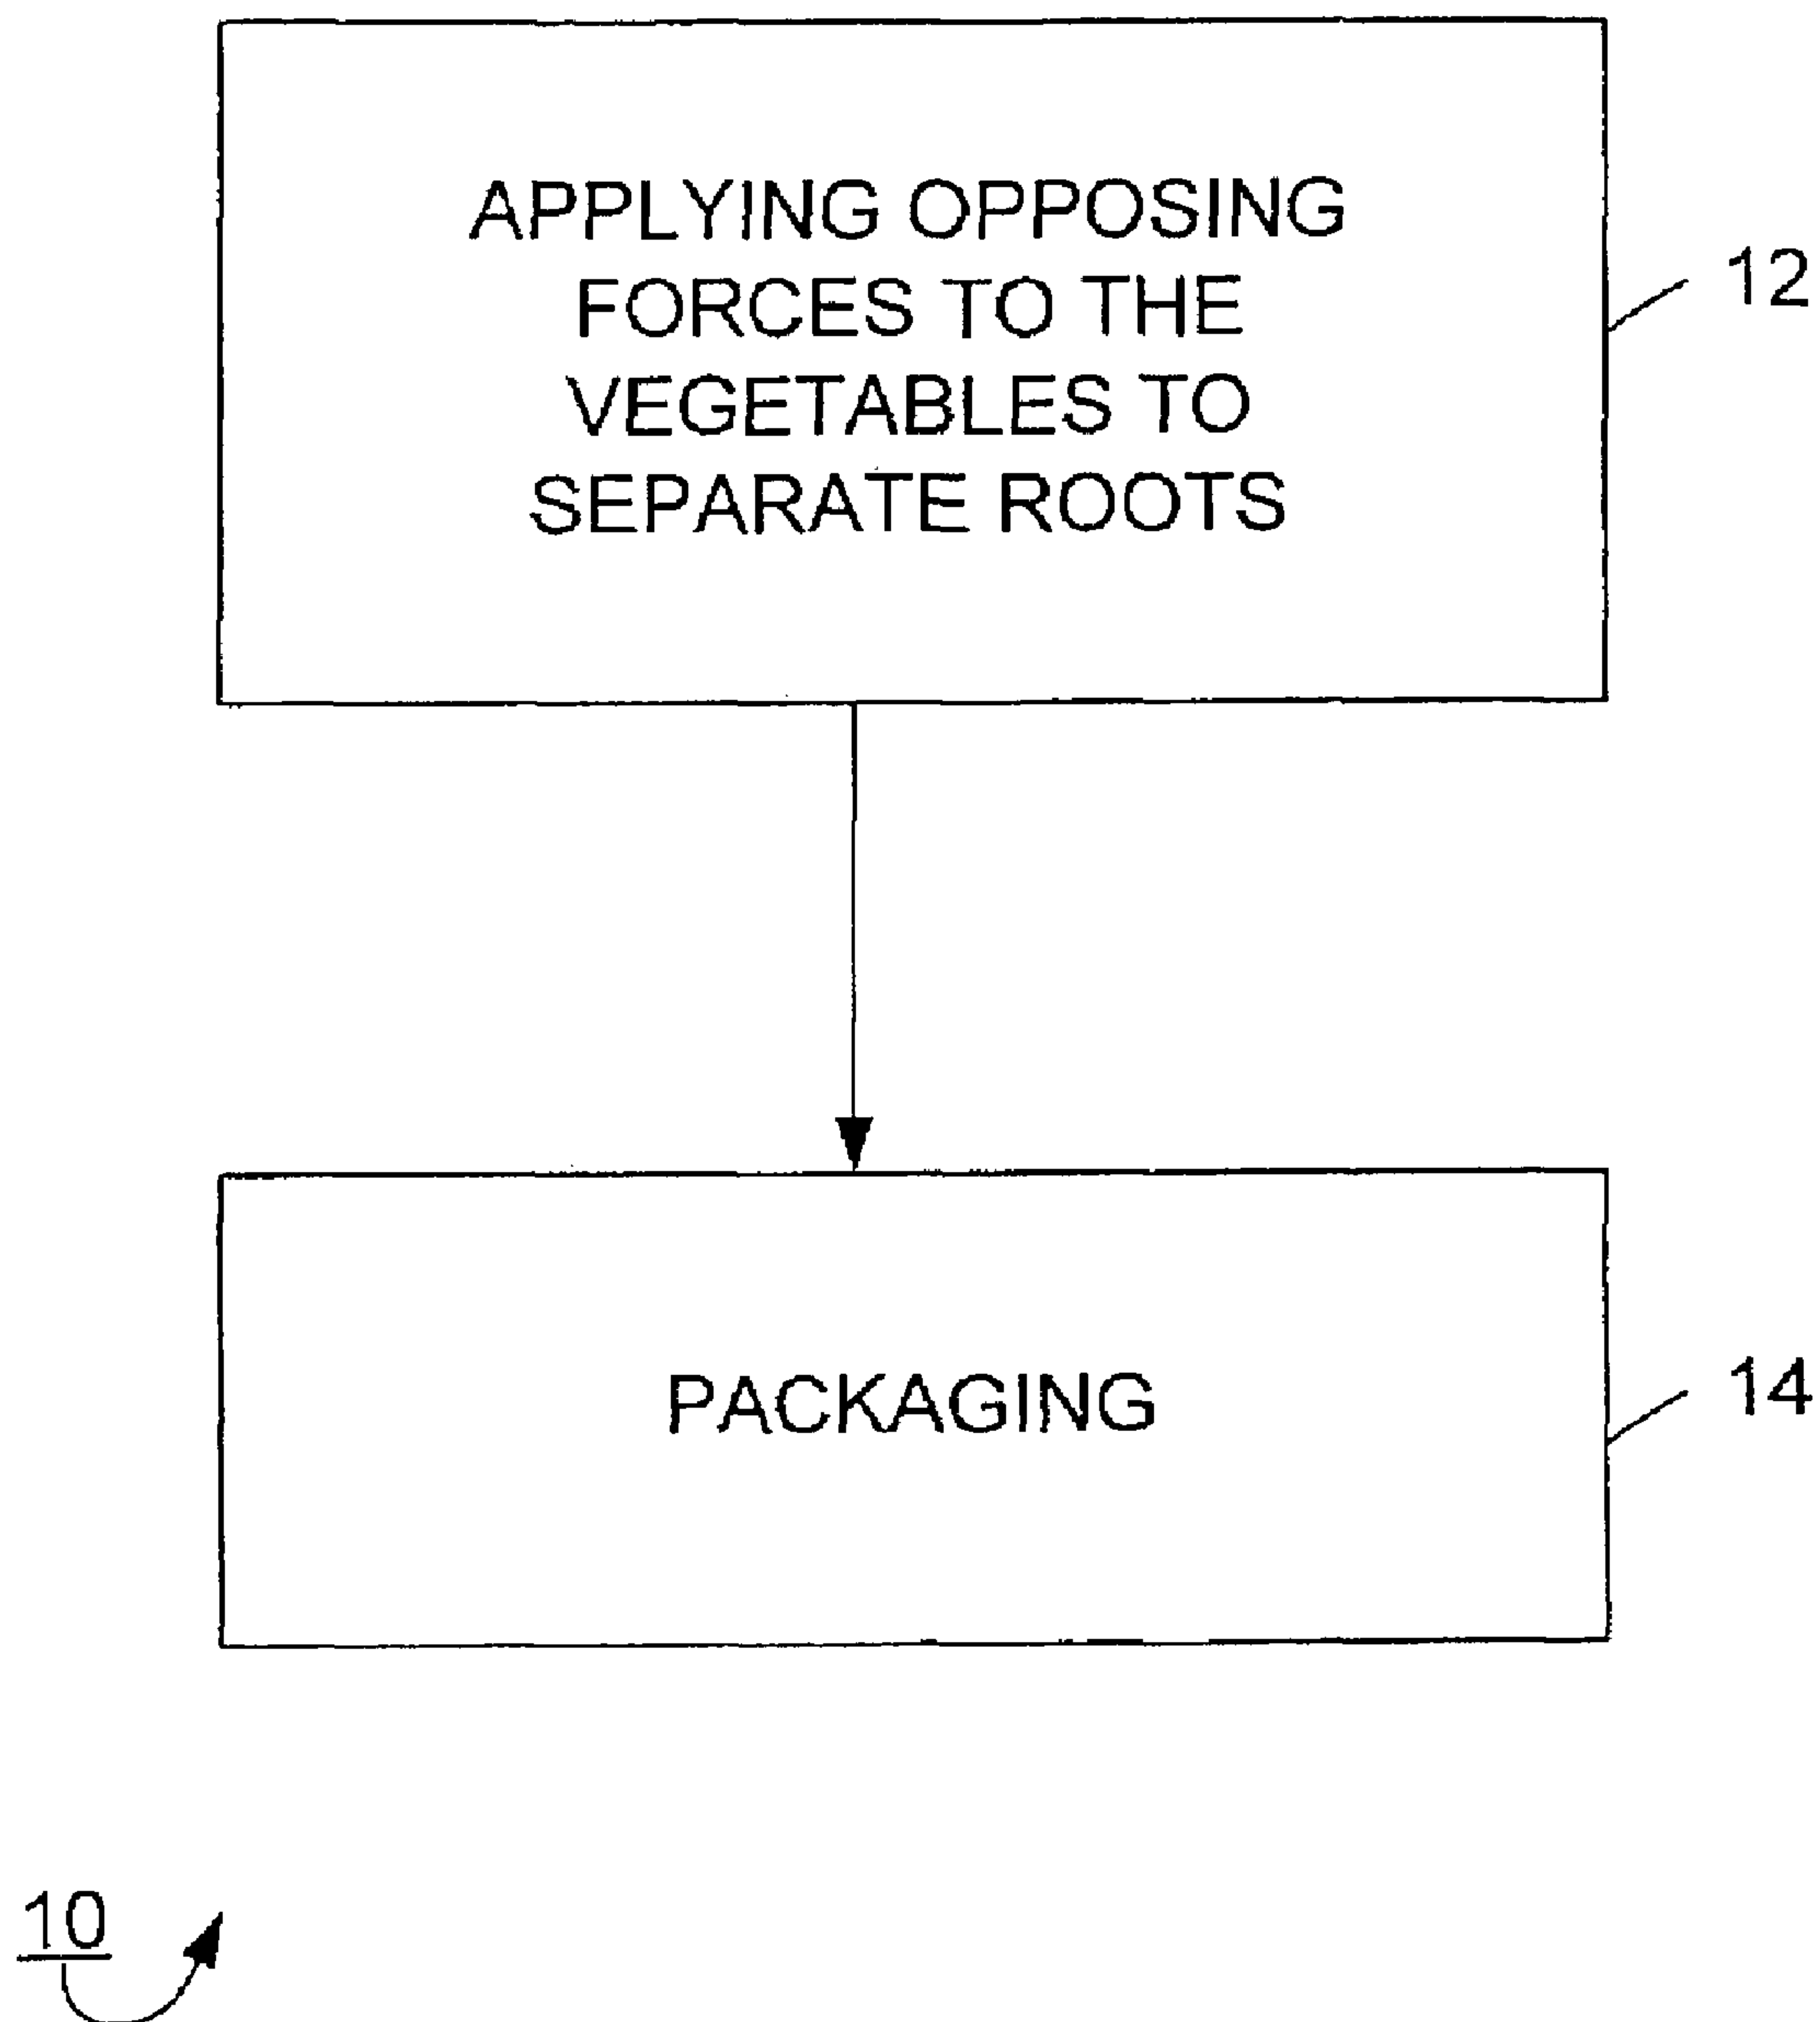 APPLYING OPPOSING
FORCES TO THE
VEGETABLES TO
SEPARATE ROOTS
12
PACKAGING
14
10